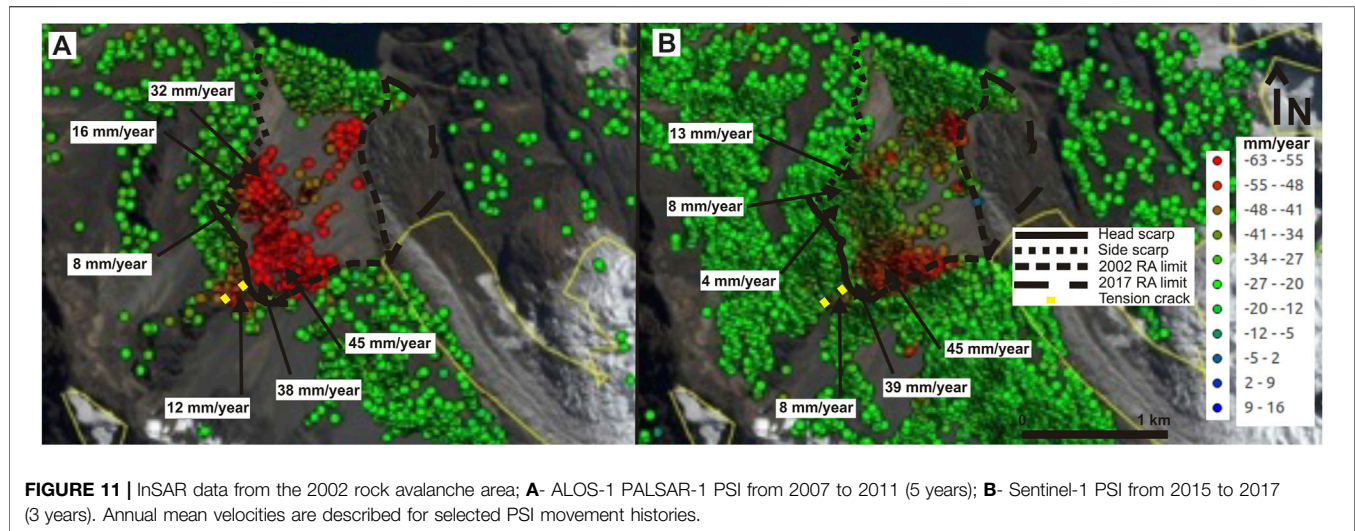 A
32 mm/year
16 mm/year
8 mm/year
12 mm/year
38 mm/year
45 mm/year
B
N
13 mm/year
8 mm/year
4 mm/year
8 mm/year
39 mm/year
45 mm/year
0 1 km
Head scarp
Side scarp
2002 RA limit
2017 RA limit
Tension crack
mm/year
-63 - -55
-55 - -48
-48 - -41
-41 - -34
-34 - -27
-27 - -20
-20 - -12
-12 - -5
-5 - 2
2 - 9
9 - 16
FIGURE 11 | InSAR data from the 2002 rock avalanche area; A- ALOS-1 PALSAR-1 PSI from 2007 to 2011 (5 years); B- Sentinel-1 PSI from 2015 to 2017
(3 years). Annual mean velocities are described for selected PSI movement histories.